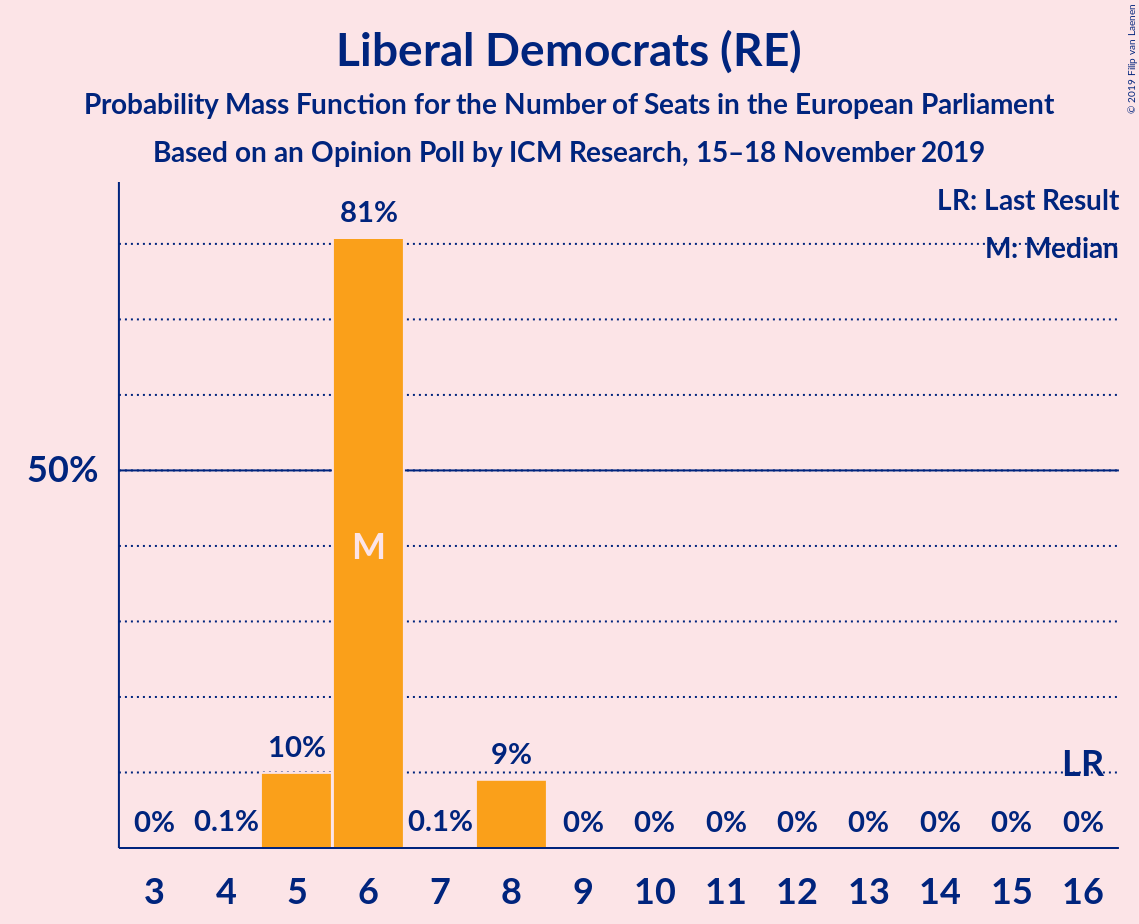 Liberal Democrats (RE)
Probability Mass Function for the Number of Seats in the European Parliament
Based on an Opinion Poll by ICM Research, 15–18 November 2019
© 2019 Filip van Laenen
LR: Last Result
M: Median
81%
50%
M
10%
9%
LR
0% 0.1% 0.1% 0% 0% 0% 0% 0% 0% 0% 0%
3 4 5 6 7 8 9 10 11 12 13 14 15 16